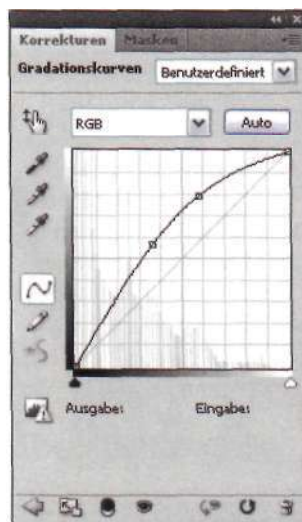 Korrekturen Masken
Gradationskurven Benutzerdefiniert
RGB Auto
Ausgabe: Eingabe: